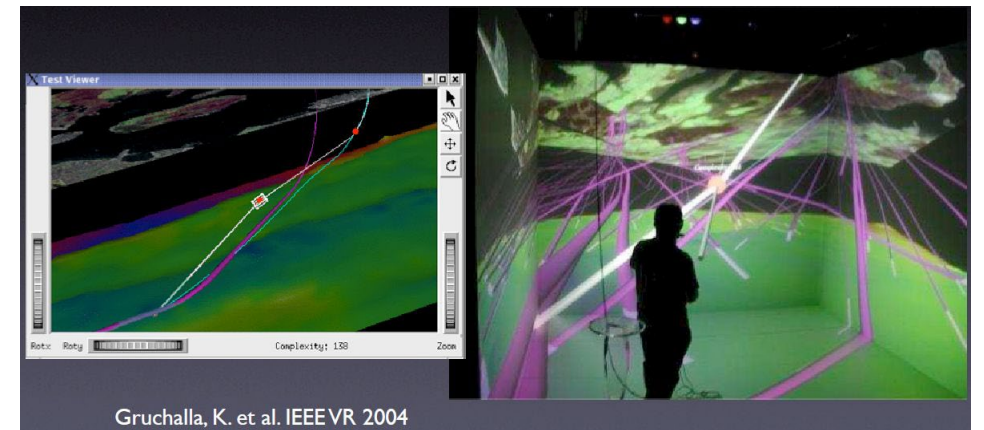 Test Viewer
Rotx Roty Complexity: 138 Zoom
Gruchalla, K. et al. IEEE VR 2004